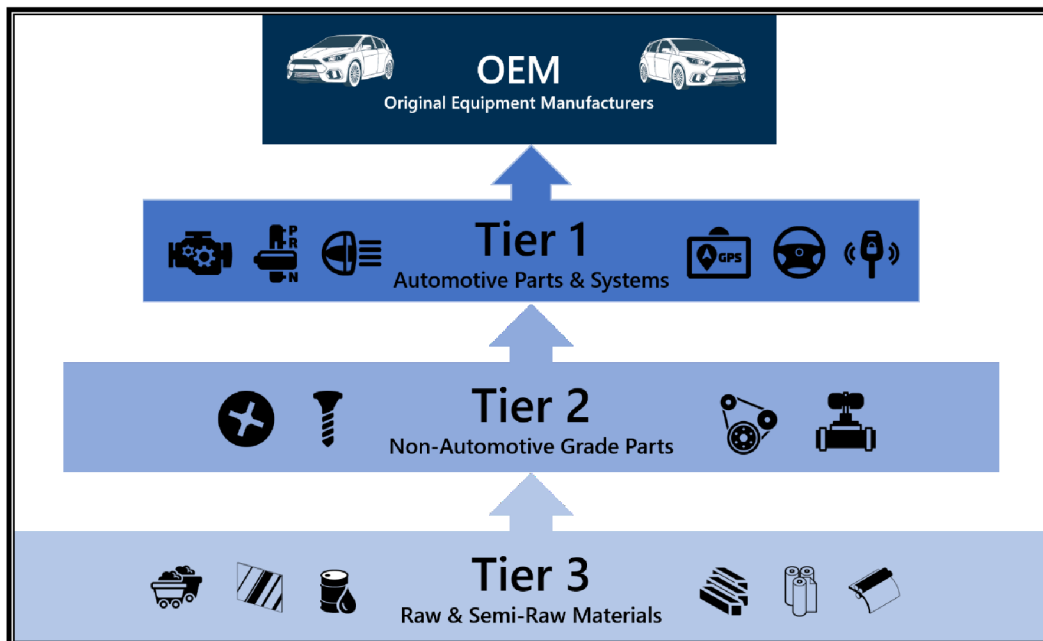 OEM
Original Equipment Manufacturers
Tier 1
Automotive Parts & Systems
P
R
N
GPS
Tier 2
Non-Automotive Grade Parts
Tier 3
Raw & Semi-Raw Materials